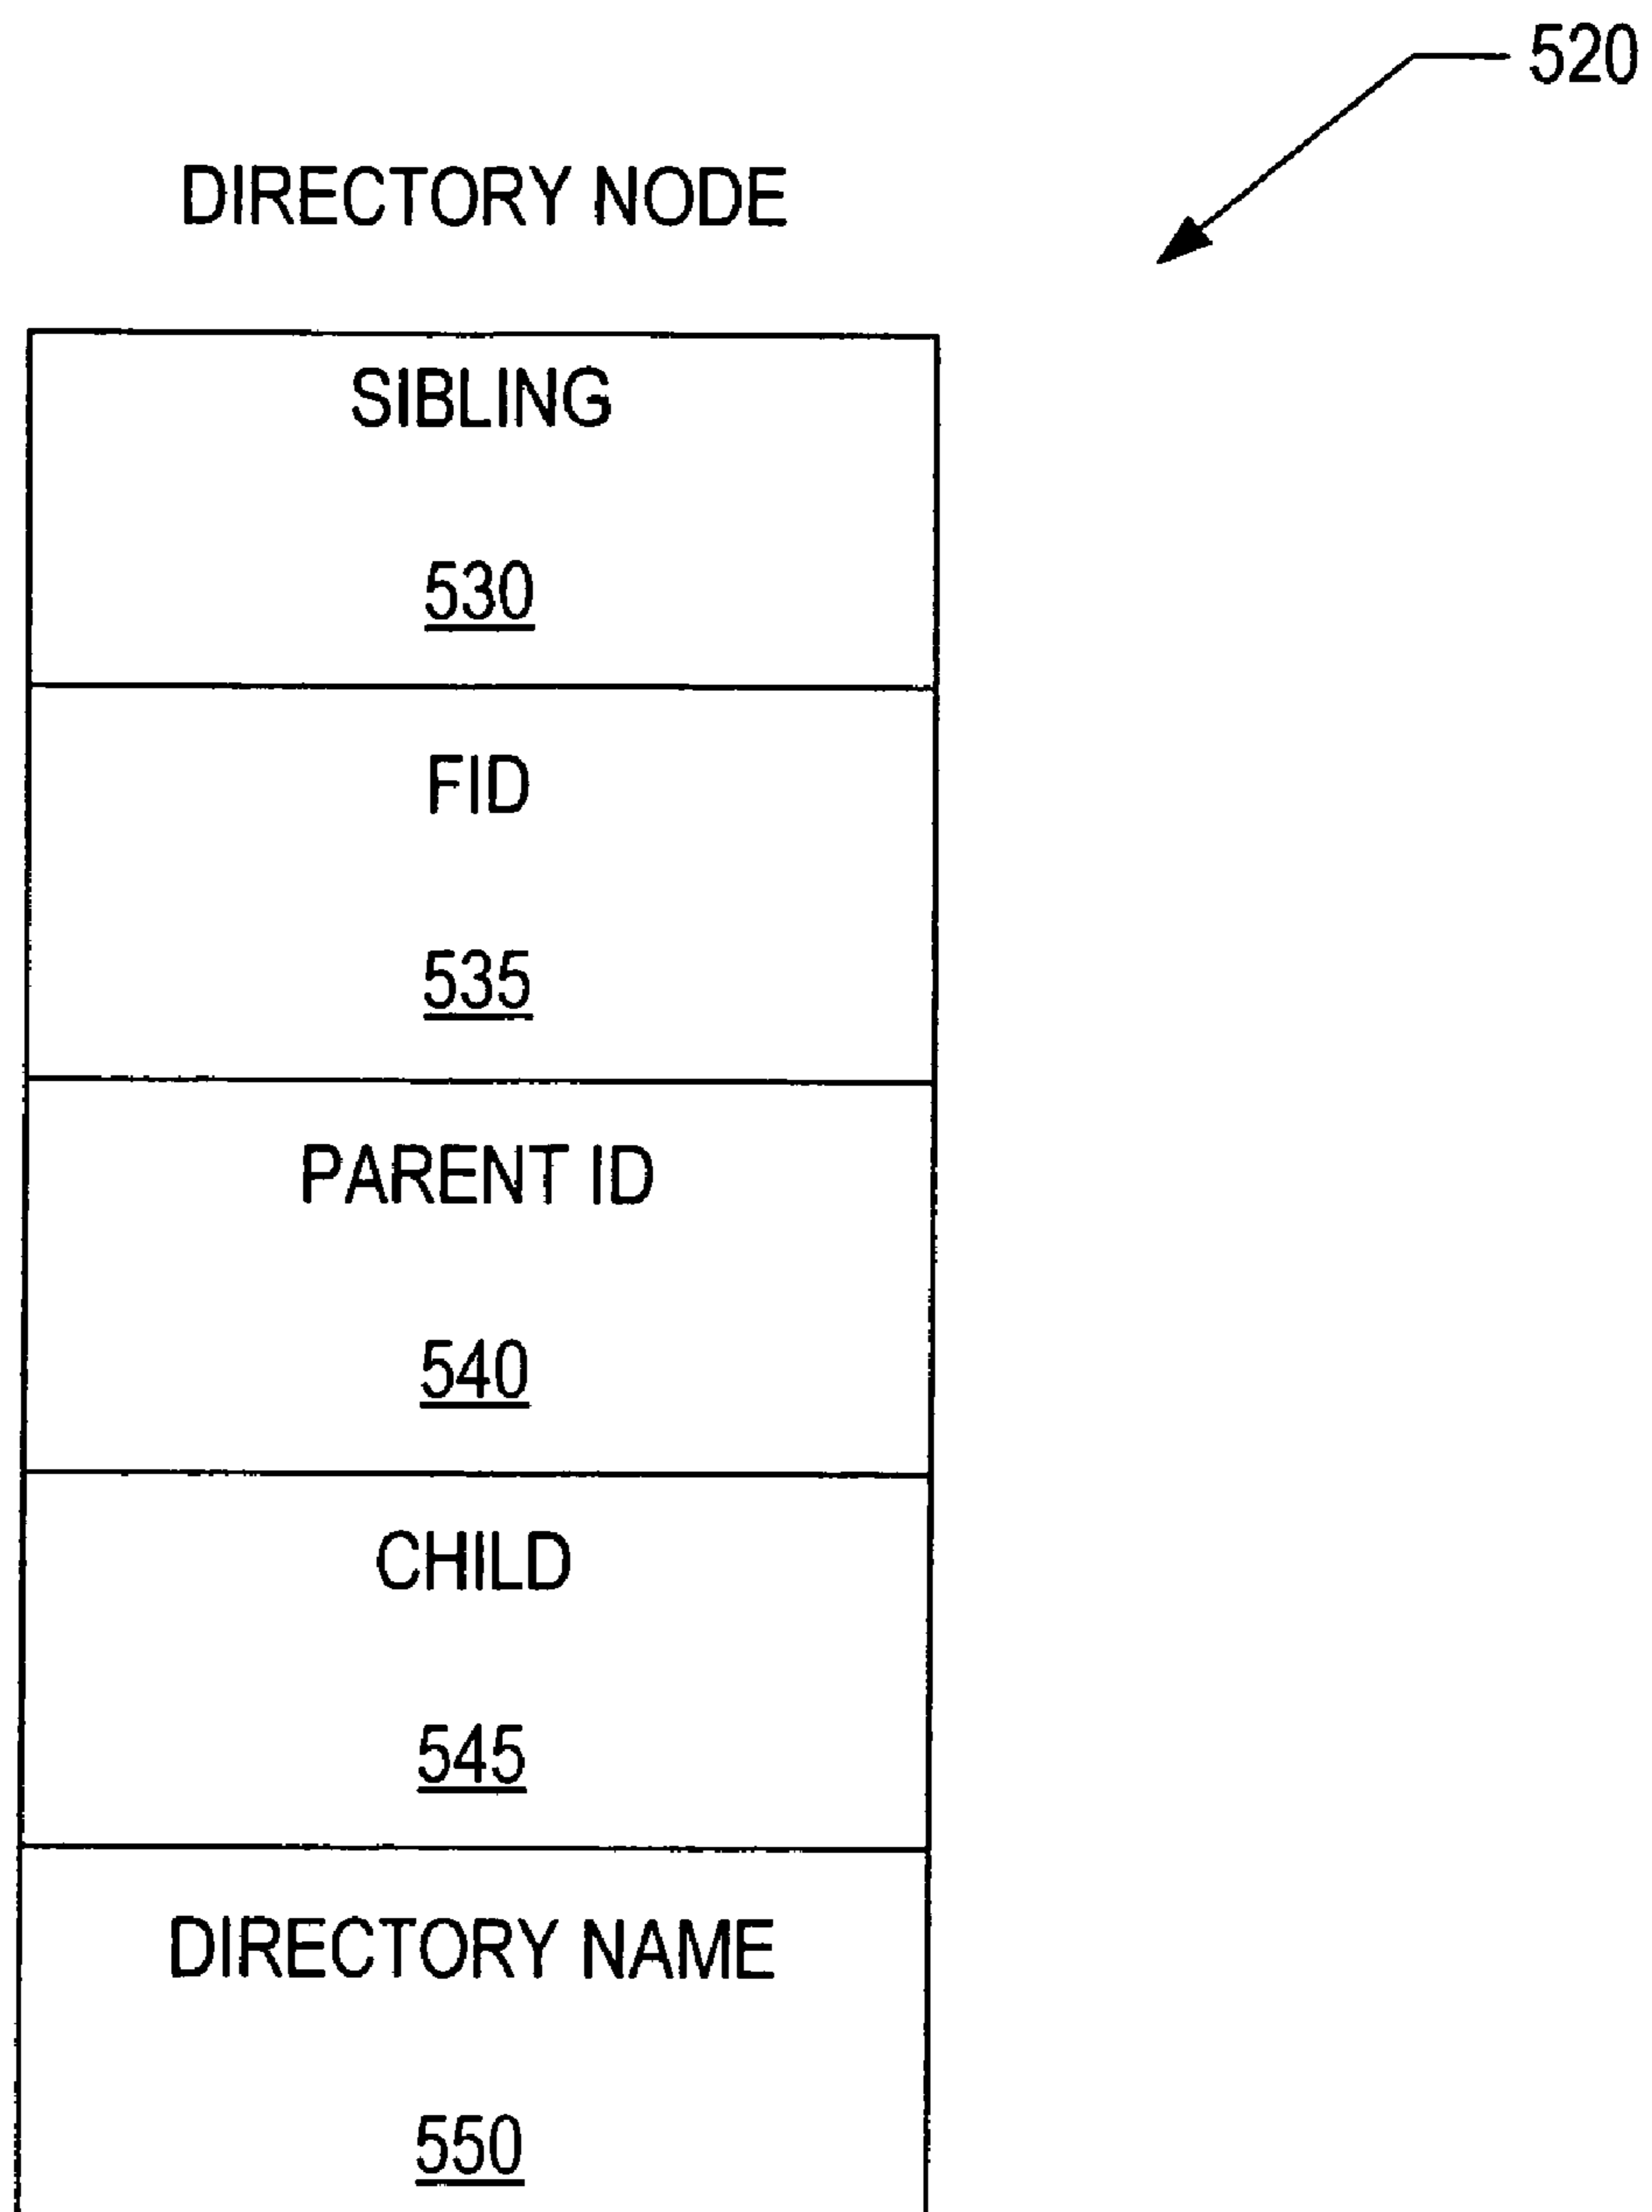 520
DIRECTORY NODE
SIBLING
530
FID
535
PARENT ID
540
CHILD
545
DIRECTORY NAME
550